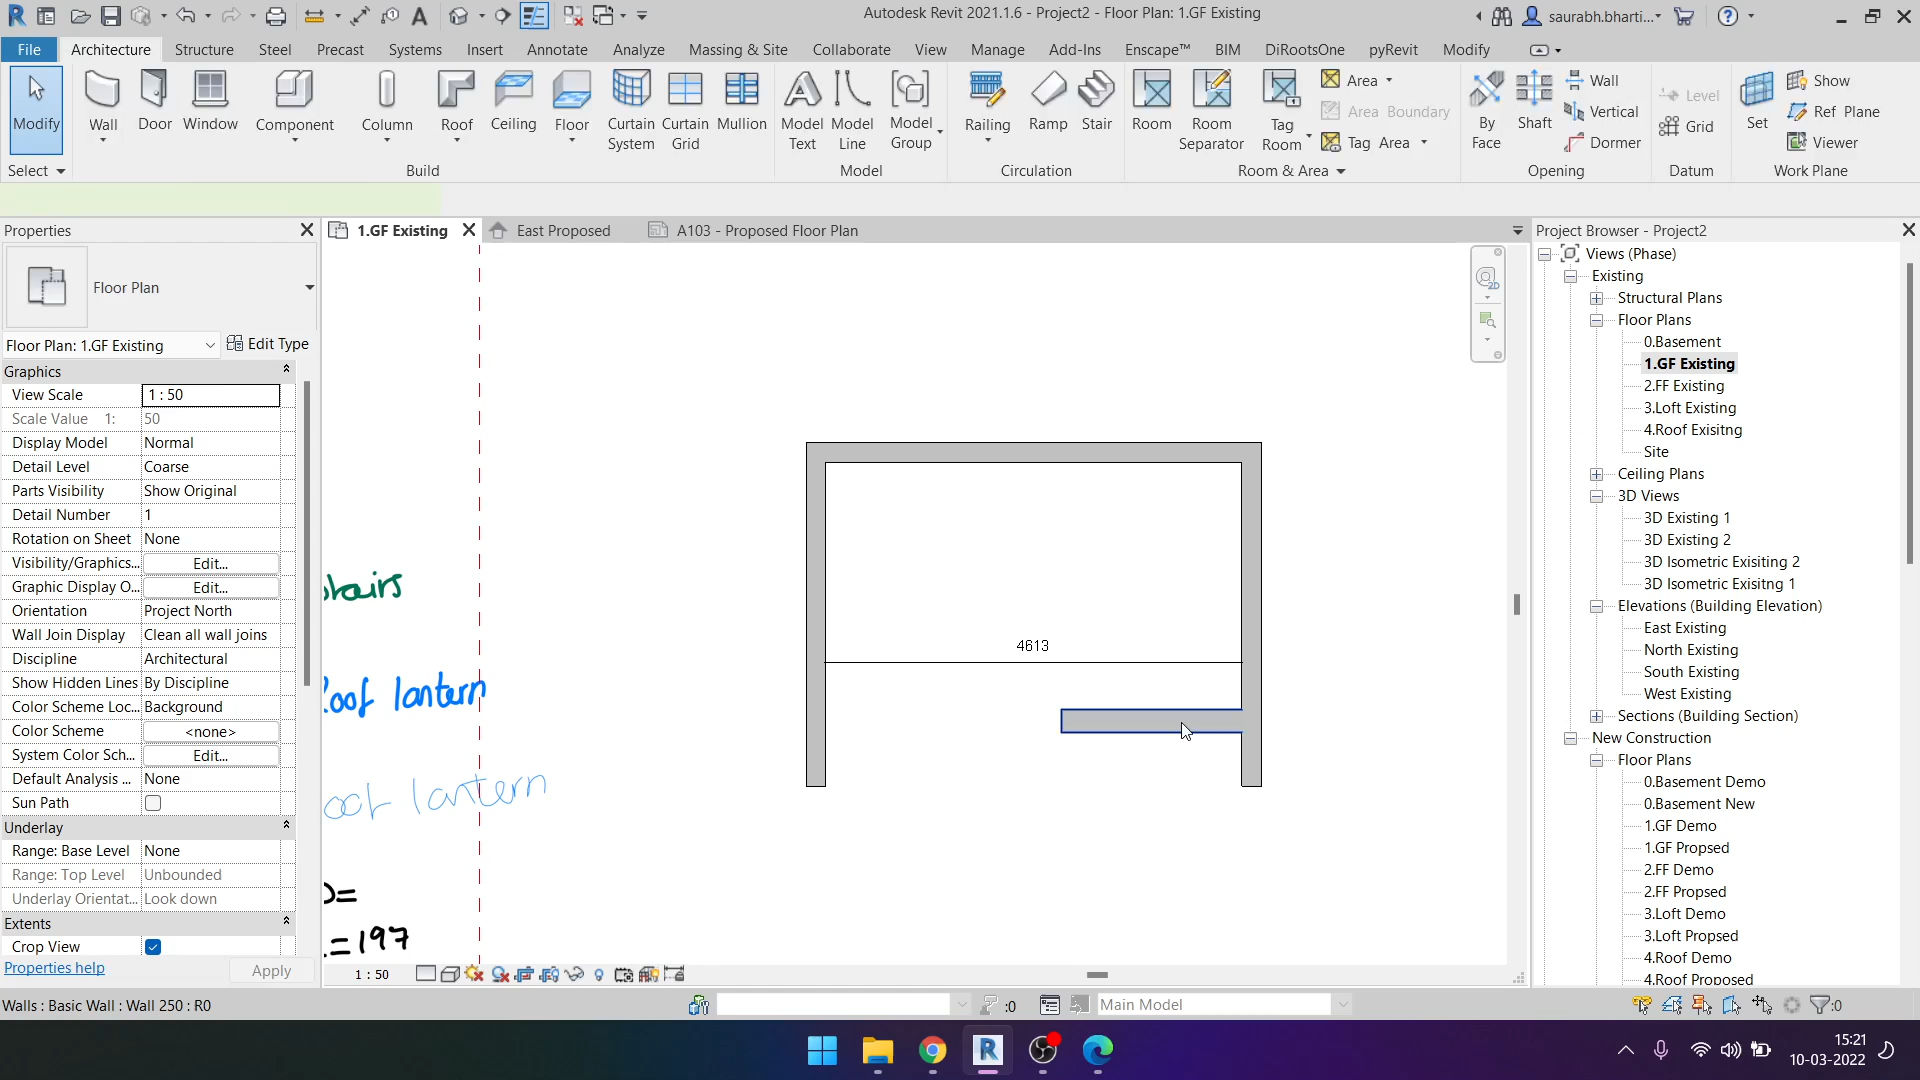 Autodesk Revit 2021.1.6 - Project2 - Floor Plan: 1.GF Existing
saurabh.bharti...
File Architecture Structure Steel Precast Systems Insert Annotate Analyze Massing & Site Collaborate View Manage Add-Ins Enscape™ BIM DiRootsOne pyRevit Modify
Modify Wall Door Window Component Column Roof Ceiling Floor Curtain System Curtain Grid Mullion Model Text Model Line Model Group Railing Ramp Stair Room Room Separator Tag Room Area Area Boundary Tag Area By Face Shaft Wall Vertical Dormer Level Grid Set Show Ref Plane Viewer
Select Build Model Circulation Room & Area Opening Datum Work Plane
Properties
Floor Plan
Floor Plan: 1.GF Existing Edit Type
Graphics
View Scale 1 : 50
Scale Value 1: 50
Display Model Normal
Detail Level Coarse
Parts Visibility Show Original
Detail Number 1
Rotation on Sheet None
Visibility/Graphics... Edit...
Graphic Display O... Edit...
Orientation Project North
Wall Join Display Clean all wall joins
Discipline Architectural
Show Hidden Lines By Discipline
Color Scheme Loc... Background
Color Scheme <none>
System Color Sch... Edit...
Default Analysis ... None
Sun Path
Underlay
Range: Base Level None
Range: Top Level Unbounded
Underlay Orientat... Look down
Extents
Crop View
Properties help Apply
1.GF Existing East Proposed A103 - Proposed Floor Plan
2D
4613
stairs
Roof lantern
oof lantern
D=
=197
1 : 50
Project Browser - Project2
Views (Phase)
Existing
Structural Plans
Floor Plans
0.Basement
1.GF Existing
2.FF Existing
3.Loft Existing
4.Roof Exisitng
Site
Ceiling Plans
3D Views
3D Existing 1
3D Existing 2
3D Isometric Exisiting 2
3D Isometric Exisitng 1
Elevations (Building Elevation)
East Existing
North Existing
South Existing
West Existing
Sections (Building Section)
New Construction
Floor Plans
0.Basement Demo
0.Basement New
1.GF Demo
1.GF Propsed
2.FF Demo
2.FF Propsed
3.Loft Demo
3.Loft Propsed
4.Roof Demo
4.Roof Proposed
Walls : Basic Wall : Wall 250 : R0 :0 Main Model :0
15:21
10-03-2022